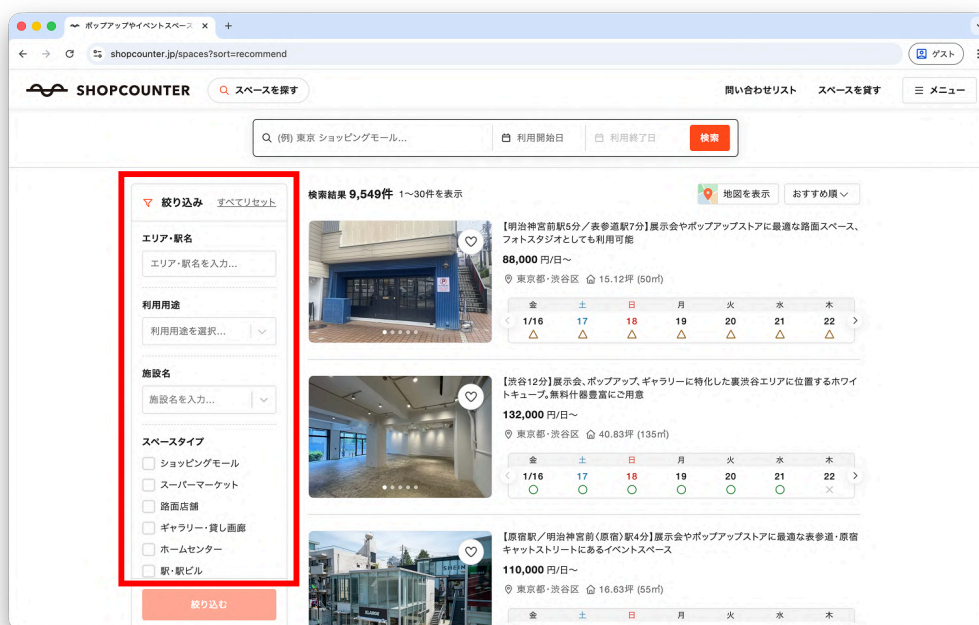 ポップアップやイベントスペース
shopcounter.jp/spaces?sort=recommend
ゲスト
SHOPCOUNTER
スペースを探す
問い合わせリスト
スペースを貸す
メニュー
(例) 東京 ショッピングモール...
利用開始日
利用終了日
検索
絞り込み
すべてリセット
エリア・駅名
エリア・駅名を入力...
利用用途
利用用途を選択...
施設名
施設名を入力...
スペースタイプ
ショッピングモール
スーパーマーケット
路面店舗
ギャラリー・貸し画廊
ホームセンター
駅・駅ビル
絞り込む
検索結果 9,549件 1〜30件を表示
地図を表示
おすすめ順
【明治神宮前駅5分／表参道駅7分】展示会やポップアップストアに最適な路面スペース、
フォトスタジオとしても利用可能
88,000 円/日〜
東京都・渋谷区 15.12坪 (50㎡)
金 土 日 月 火 水 木
1/16 17 18 19 20 21 22
△ △ △ △ △ △ △
【渋谷12分】展示会、ポップアップ、ギャラリーに特化した裏渋谷エリアに位置するホワイ
トキューブ。無料什器豊富にご用意
132,000 円/日〜
東京都・渋谷区 40.83坪 (135㎡)
金 土 日 月 火 水 木
1/16 17 18 19 20 21 22
○ ○ ○ ○ ○ ○ ×
SHEIN
【原宿駅／明治神宮前〈原宿〉駅4分】展示会やポップアップストアに最適な表参道・原宿
キャットストリートにあるイベントスペース
110,000 円/日〜
東京都・渋谷区 16.63坪 (55㎡)
金 土 日 月 火 水 木